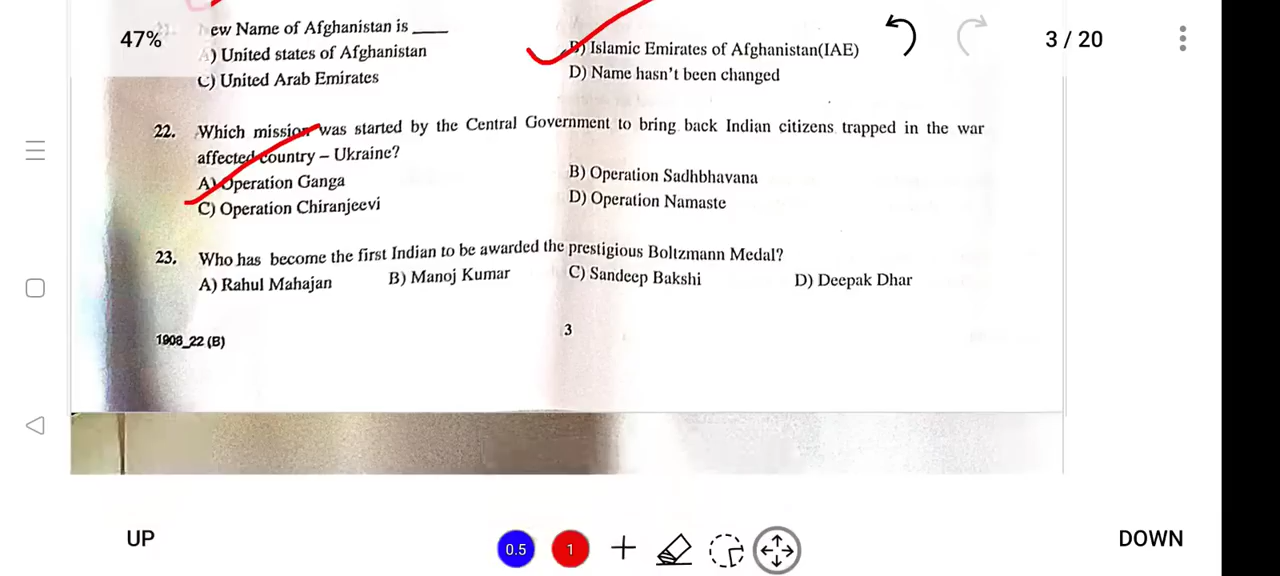 47%
ew Name of Afghanistan is ____
A) United states of Afghanistan
B) Islamic Emirates of Afghanistan(IAE)
C) United Arab Emirates
D) Name hasn't been changed
3 / 20
22. Which mission was started by the Central Government to bring back Indian citizens trapped in the war
affected country – Ukraine?
A) Operation Ganga
B) Operation Sadhbhavana
C) Operation Chiranjeevi
D) Operation Namaste
23. Who has become the first Indian to be awarded the prestigious Boltzmann Medal?
A) Rahul Mahajan B) Manoj Kumar C) Sandeep Bakshi D) Deepak Dhar
3
1908_22 (B)
UP
0.5
1
DOWN